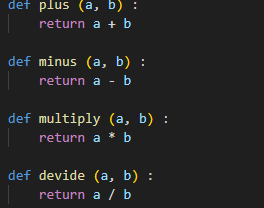 def plus (a, b) :
    return a + b
def minus (a, b) :
    return a - b
def multiply (a, b) :
    return a * b
def devide (a, b) :
    return a / b